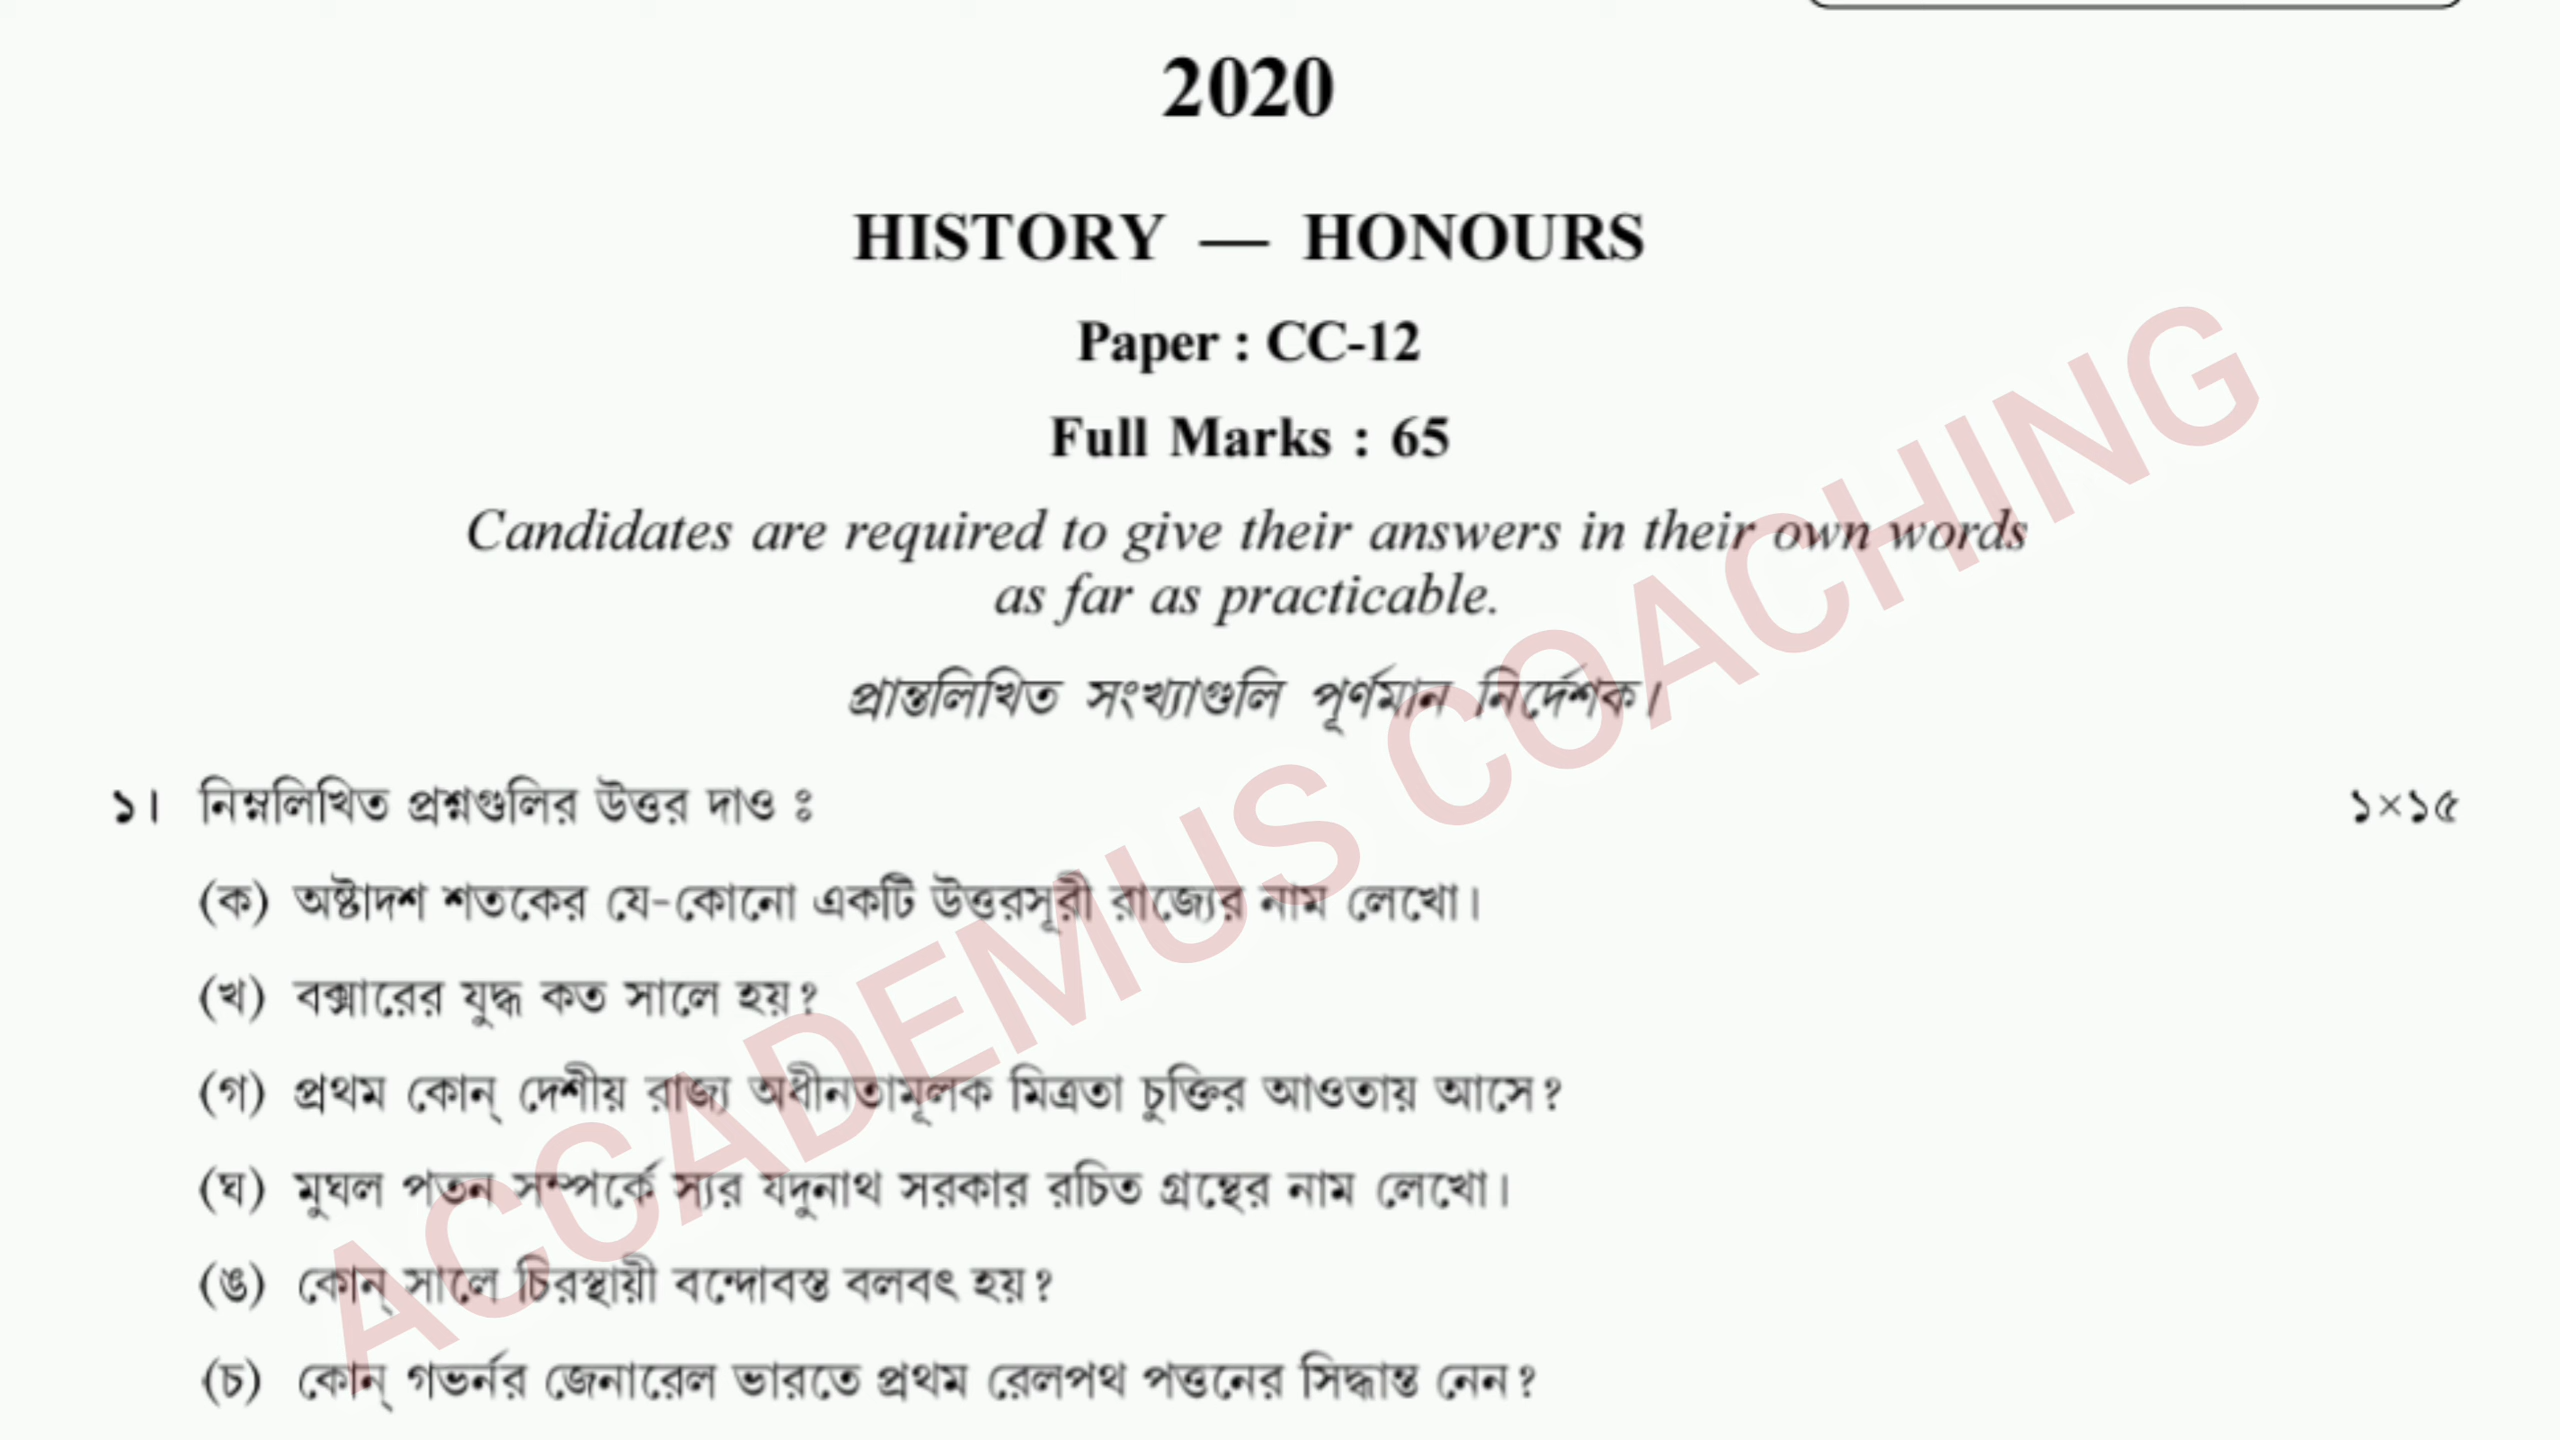 2020
HISTORY — HONOURS
Paper : CC-12
Full Marks : 65
Candidates are required to give their answers in their own words
as far as practicable.
প্রান্তলিখিত সংখ্যাগুলি পূর্ণমান নির্দেশক।
১। নিম্নলিখিত প্রশ্নগুলির উত্তর দাও ঃ ১×১৫
(ক) অষ্টাদশ শতকের যে-কোনো একটি উত্তরসূরী রাজ্যের নাম লেখো।
(খ) বক্সারের যুদ্ধ কত সালে হয়?
(গ) প্রথম কোন্ দেশীয় রাজ্য অধীনতামূলক মিত্রতা চুক্তির আওতায় আসে?
(ঘ) মুঘল পতন সম্পর্কে স্যর যদুনাথ সরকার রচিত গ্রন্থের নাম লেখো।
(ঙ) কোন্ সালে চিরস্থায়ী বন্দোবস্ত বলবৎ হয়?
(চ) কোন্ গভর্নর জেনারেল ভারতে প্রথম রেলপথ পত্তনের সিদ্ধান্ত নেন?
ACCADEMUS COACHING